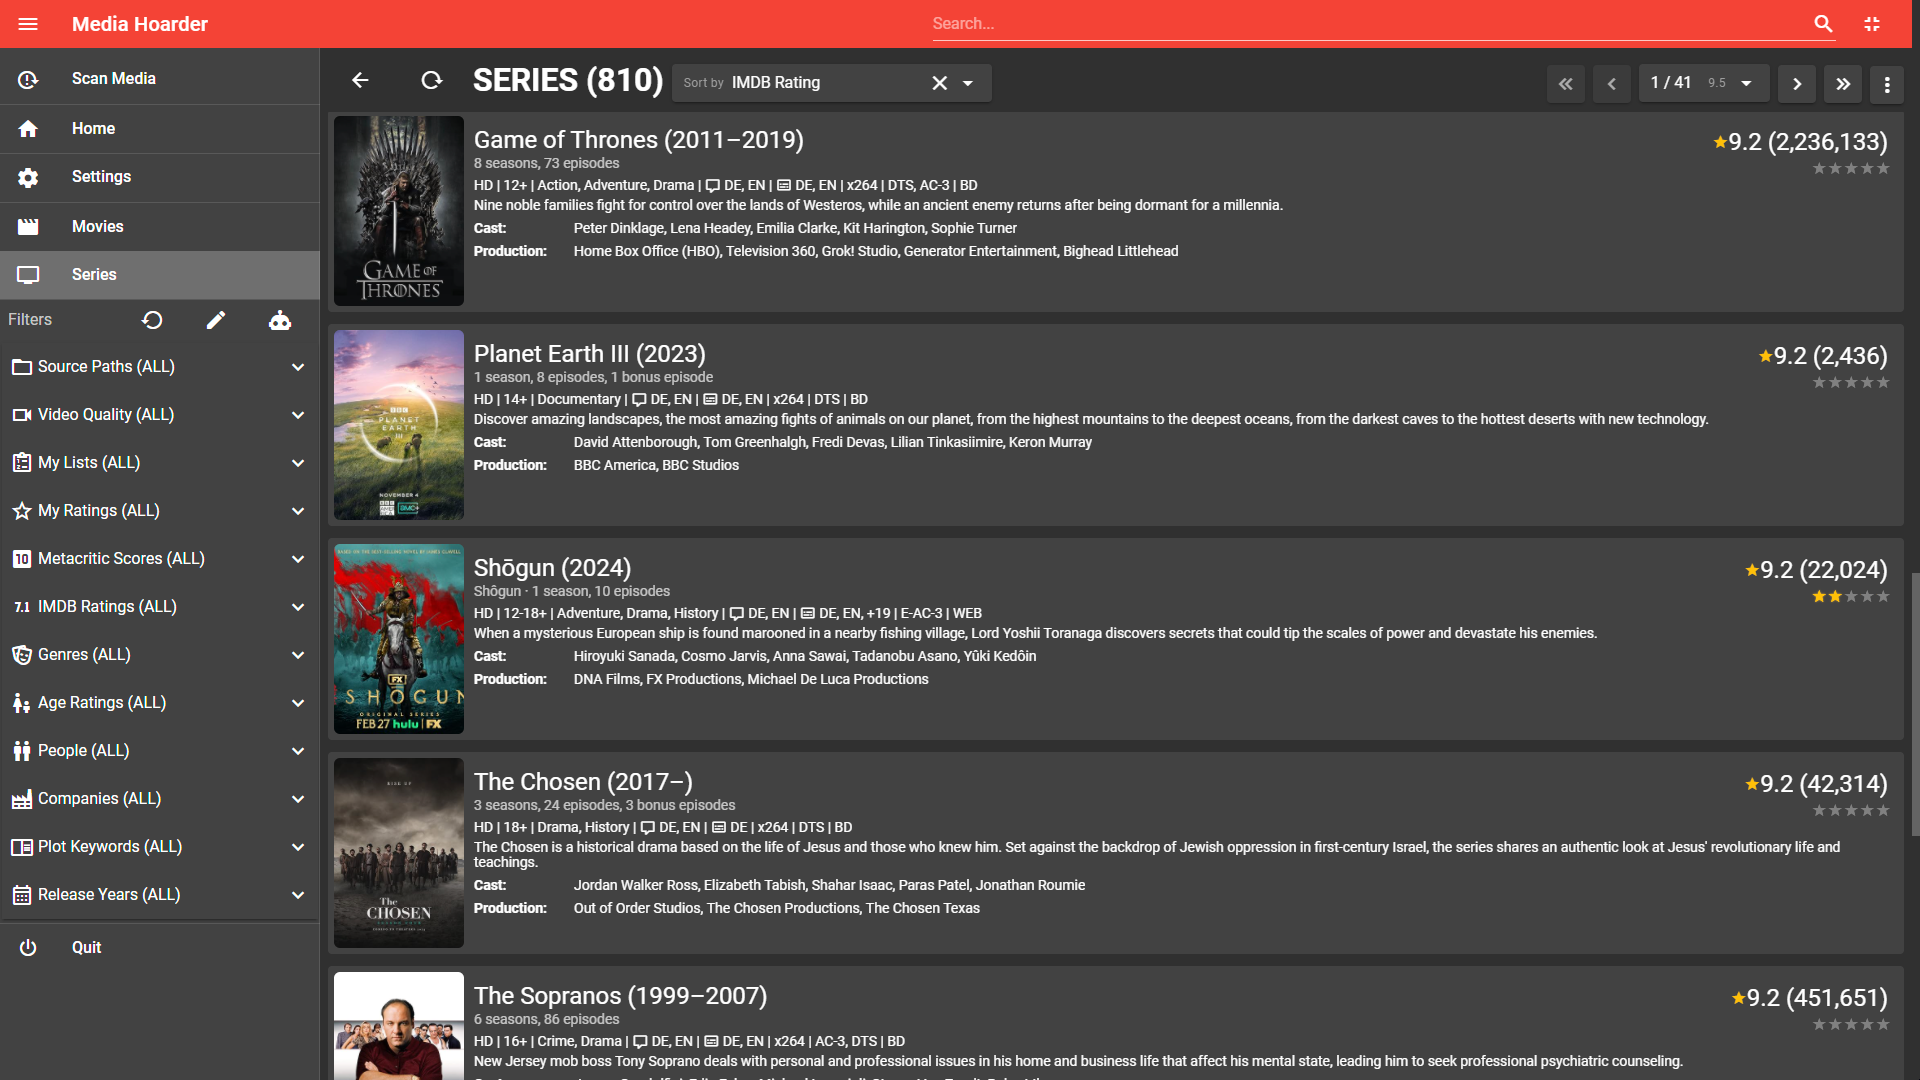 Media Hoarder
Search...
Scan Media
Home
Settings
Movies
Series
Filters
Source Paths (ALL)
Video Quality (ALL)
My Lists (ALL)
My Ratings (ALL)
10 Metacritic Scores (ALL)
7.1 IMDB Ratings (ALL)
Genres (ALL)
Age Ratings (ALL)
People (ALL)
Companies (ALL)
Plot Keywords (ALL)
Release Years (ALL)
Quit
SERIES (810)
Sort by IMDB Rating
1 / 41 9.5
GAME OF
THRONES
Game of Thrones (2011–2019)
9.2 (2,236,133)
8 seasons, 73 episodes
HD | 12+ | Action, Adventure, Drama | DE, EN | DE, EN | x264 | DTS, AC-3 | BD
Nine noble families fight for control over the lands of Westeros, while an ancient enemy returns after being dormant for a millennia.
Cast: Peter Dinklage, Lena Headey, Emilia Clarke, Kit Harington, Sophie Turner
Production: Home Box Office (HBO), Television 360, Grok! Studio, Generator Entertainment, Bighead Littlehead
BBC
PLANET
EARTH
III
NOVEMBER 4
Planet Earth III (2023)
9.2 (2,436)
1 season, 8 episodes, 1 bonus episode
HD | 14+ | Documentary | DE, EN | DE, EN | x264 | DTS | BD
Discover amazing landscapes, the most amazing fights of animals on our planet, from the highest mountains to the deepest oceans, from the darkest caves to the hottest deserts with new technology.
Cast: David Attenborough, Tom Greenhalgh, Fredi Devas, Lilian Tinkasiimire, Keron Murray
Production: BBC America, BBC Studios
BASED ON THE BEST-SELLING NOVEL BY JAMES CLAVELL
FX
SHŌGUN
ORIGINAL SERIES
FEB 27 hulu | FX
Shōgun (2024)
9.2 (22,024)
Shôgun · 1 season, 10 episodes
HD | 12-18+ | Adventure, Drama, History | DE, EN | DE, EN, +19 | E-AC-3 | WEB
When a mysterious European ship is found marooned in a nearby fishing village, Lord Yoshii Toranaga discovers secrets that could tip the scales of power and devastate his enemies.
Cast: Hiroyuki Sanada, Cosmo Jarvis, Anna Sawai, Tadanobu Asano, Yûki Kedôin
Production: DNA Films, FX Productions, Michael De Luca Productions
RISE UP
The
CHOSEN
The Chosen (2017–)
9.2 (42,314)
3 seasons, 24 episodes, 3 bonus episodes
HD | 18+ | Drama, History | DE, EN | DE | x264 | DTS | BD
The Chosen is a historical drama based on the life of Jesus and those who knew him. Set against the backdrop of Jewish oppression in first-century Israel, the series shares an authentic look at Jesus' revolutionary life and
teachings.
Cast: Jordan Walker Ross, Elizabeth Tabish, Shahar Isaac, Paras Patel, Jonathan Roumie
Production: Out of Order Studios, The Chosen Productions, The Chosen Texas
The Sopranos (1999–2007)
9.2 (451,651)
6 seasons, 86 episodes
HD | 16+ | Crime, Drama | DE, EN | DE, EN | x264 | AC-3, DTS | BD
New Jersey mob boss Tony Soprano deals with personal and professional issues in his home and business life that affect his mental state, leading him to seek professional psychiatric counseling.